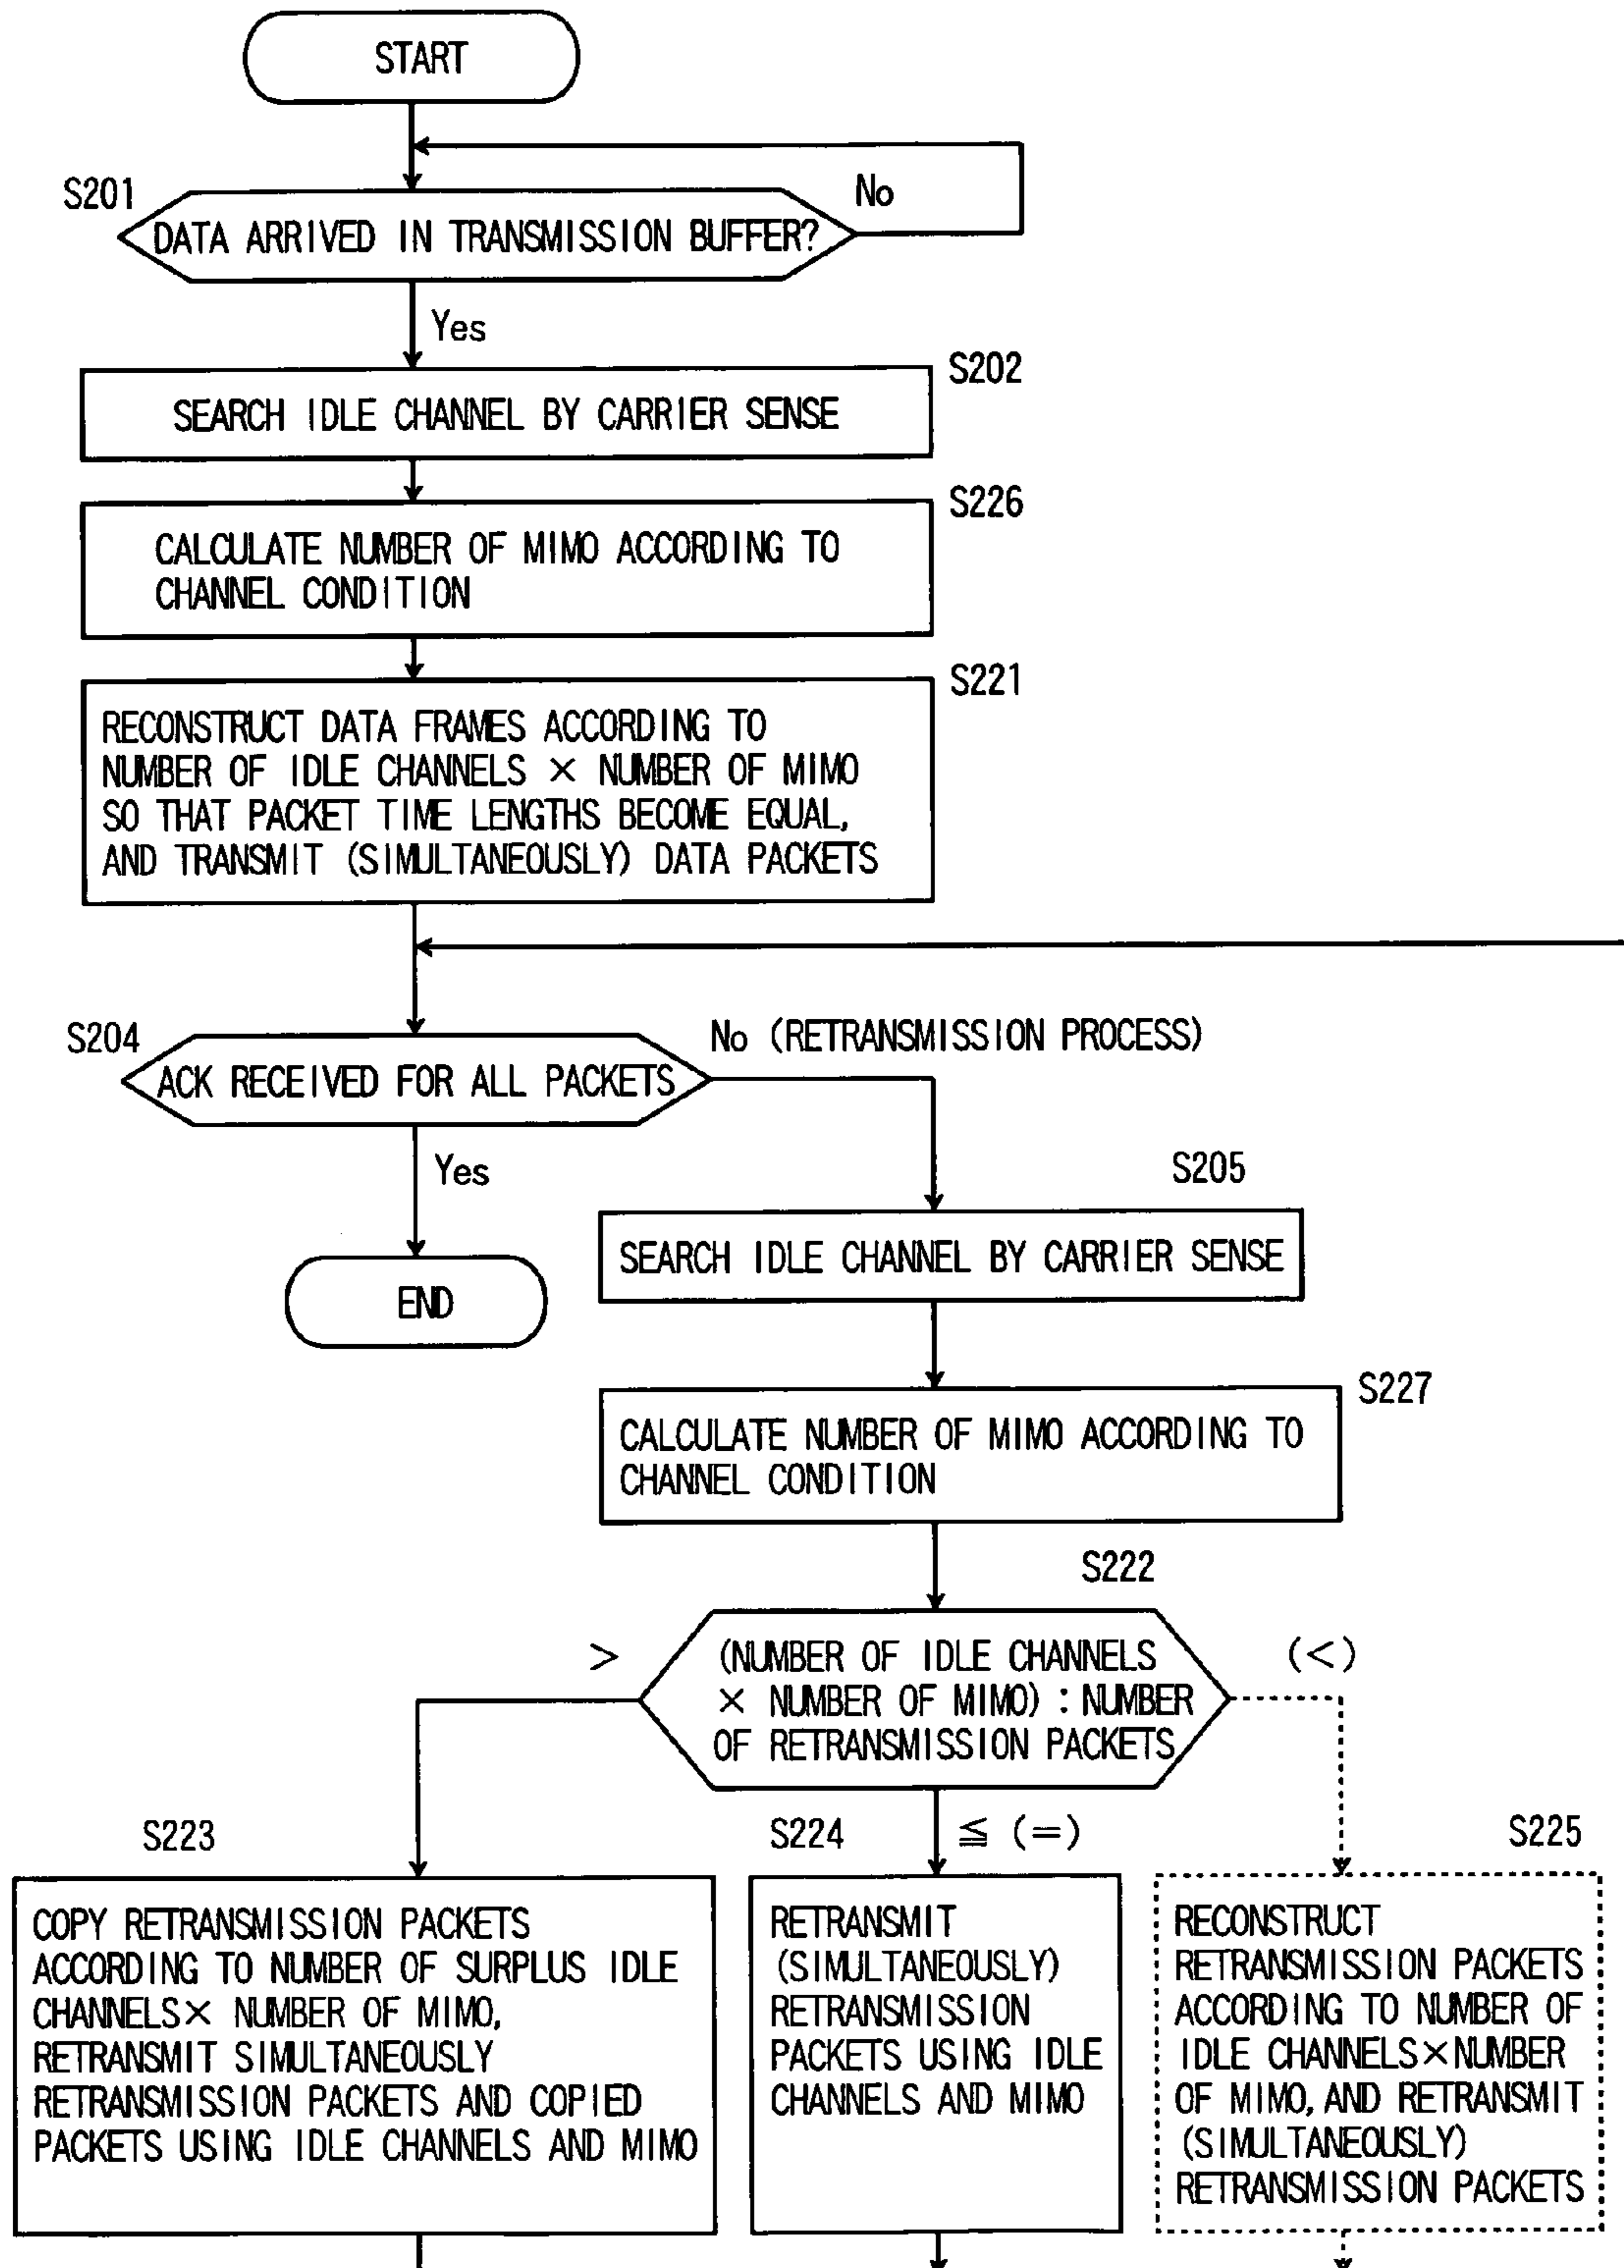 START
S201
No
DATA ARRIVED IN TRANSMISSION BUFFER?
Yes
S202
SEARCH IDLE CHANNEL BY CARRIER SENSE
S226
CALCULATE NUMBER OF MIMO ACCORDING TO
CHANNEL CONDITION
S221
RECONSTRUCT DATA FRAMES ACCORDING TO
NUMBER OF IDLE CHANNELS × NUMBER OF MIMO
SO THAT PACKET TIME LENGTHS BECOME EQUAL,
AND TRANSMIT (SIMULTANEOUSLY) DATA PACKETS
S204
No (RETRANSMISSION PROCESS)
ACK RECEIVED FOR ALL PACKETS
Yes
END
S205
SEARCH IDLE CHANNEL BY CARRIER SENSE
S227
CALCULATE NUMBER OF MIMO ACCORDING TO
CHANNEL CONDITION
S222
>
(NUMBER OF IDLE CHANNELS
× NUMBER OF MIMO) : NUMBER
OF RETRANSMISSION PACKETS
(<)
S223
COPY RETRANSMISSION PACKETS
ACCORDING TO NUMBER OF SURPLUS IDLE
CHANNELS× NUMBER OF MIMO,
RETRANSMIT SIMULTANEOUSLY
RETRANSMISSION PACKETS AND COPIED
PACKETS USING IDLE CHANNELS AND MIMO
S224
≦ (=)
RETRANSMIT
(SIMULTANEOUSLY)
RETRANSMISSION
PACKETS USING IDLE
CHANNELS AND MIMO
S225
RECONSTRUCT
RETRANSMISSION PACKETS
ACCORDING TO NUMBER OF
IDLE CHANNELS×NUMBER
OF MIMO, AND RETRANSMIT
(SIMULTANEOUSLY)
RETRANSMISSION PACKETS